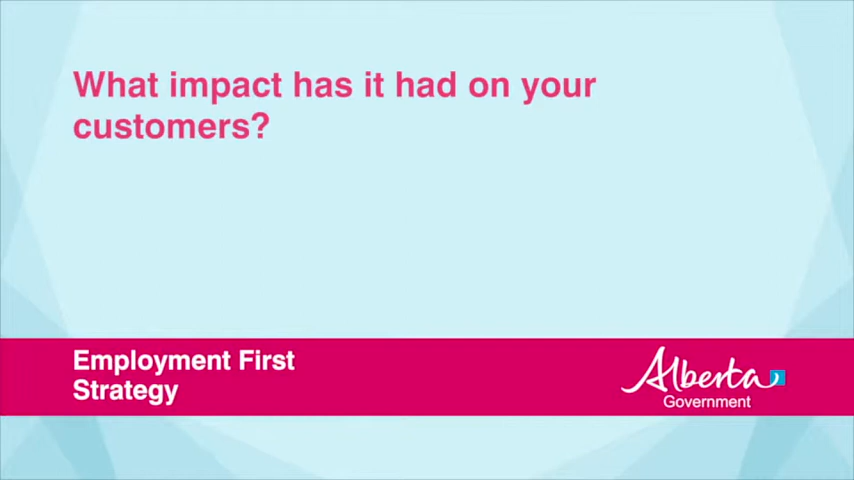 What impact has it had on your
customers?
Employment First
Strategy
Alberta
Government